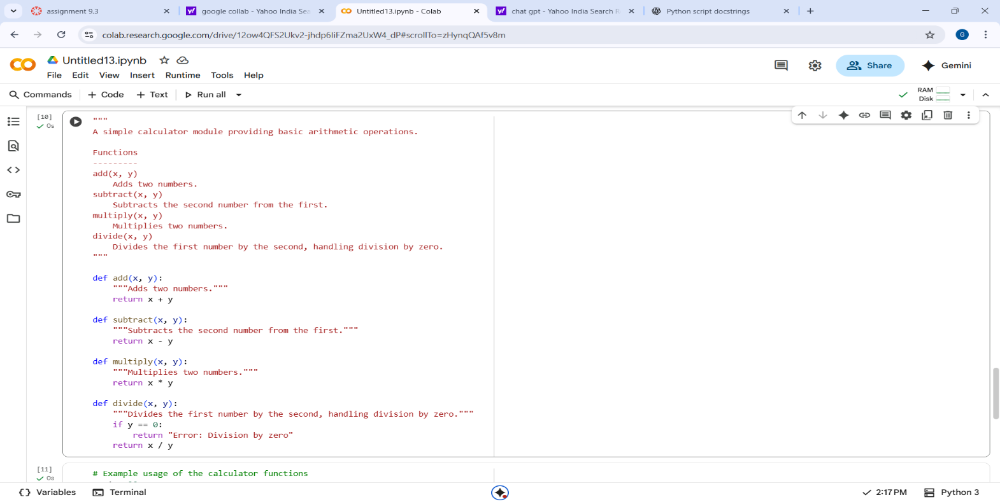 assignment 9.3
google collab - Yahoo India Sea
Untitled13.ipynb - Colab
chat gpt - Yahoo India Search R
Python script docstrings
colab.research.google.com/drive/12ow4QFS2Ukv2-jhdp6IiFZma2UxW4_dP#scrollTo=zHynqQAf5v8m
G
Untitled13.ipynb
File Edit View Insert Runtime Tools Help
Share
Gemini
Commands + Code + Text Run all
RAM
Disk
[10]
0s
"""
A simple calculator module providing basic arithmetic operations.
Functions
---------
add(x, y)
    Adds two numbers.
subtract(x, y)
    Subtracts the second number from the first.
multiply(x, y)
    Multiplies two numbers.
divide(x, y)
    Divides the first number by the second, handling division by zero.
"""
def add(x, y):
    """Adds two numbers."""
    return x + y
def subtract(x, y):
    """Subtracts the second number from the first."""
    return x - y
def multiply(x, y):
    """Multiplies two numbers."""
    return x * y
def divide(x, y):
    """Divides the first number by the second, handling division by zero."""
    if y == 0:
        return "Error: Division by zero"
    return x / y
[11]
0s
# Example usage of the calculator functions
Variables Terminal
2:17 PM Python 3